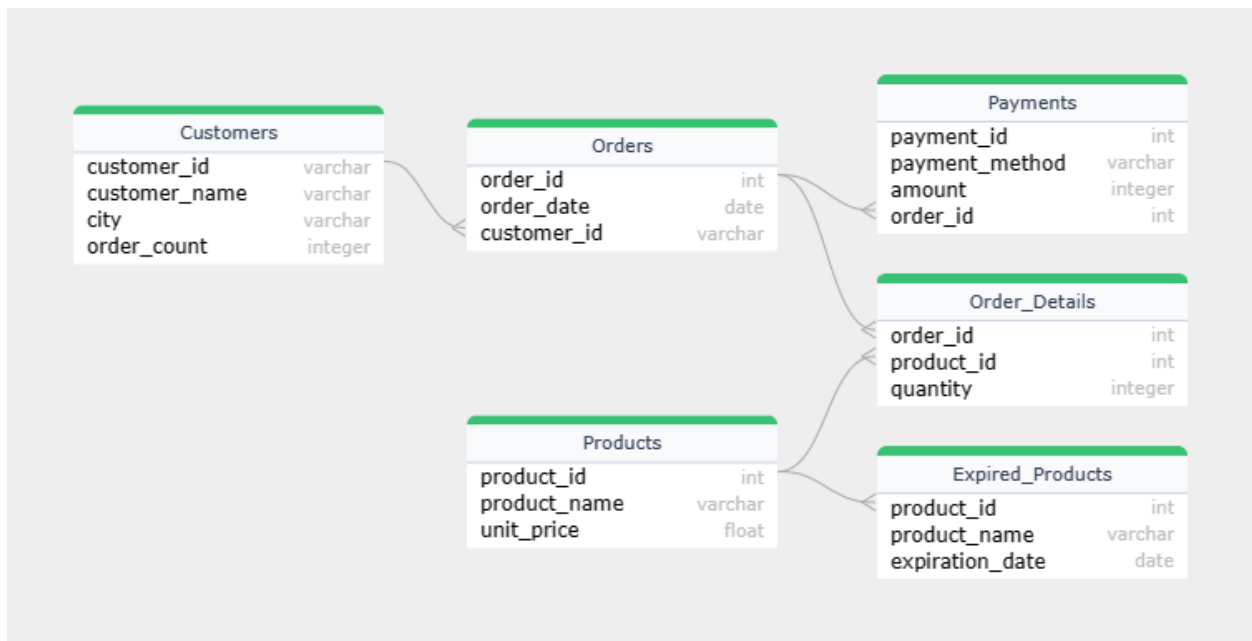 Customers
customer_id varchar
customer_name varchar
city varchar
order_count integer
Orders
order_id int
order_date date
customer_id varchar
Payments
payment_id int
payment_method varchar
amount integer
order_id int
Order_Details
order_id int
product_id int
quantity integer
Products
product_id int
product_name varchar
unit_price float
Expired_Products
product_id int
product_name varchar
expiration_date date